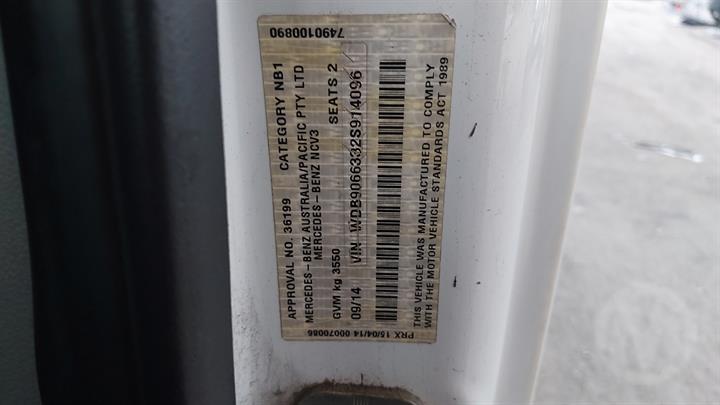 APPROVAL NO. 36199 CATEGORY NB1 7490100890
MERCEDES-BENZ AUSTRALIA/PACIFIC PTY LTD
MERCEDES-BENZ NCV3
GVM kg 3550 SEATS 2
09/14 VIN WDB9066332S914096
THIS VEHICLE WAS MANUFACTURED TO COMPLY
WITH THE MOTOR VEHICLE STANDARDS ACT 1989
PRX 15/04/14 00070086